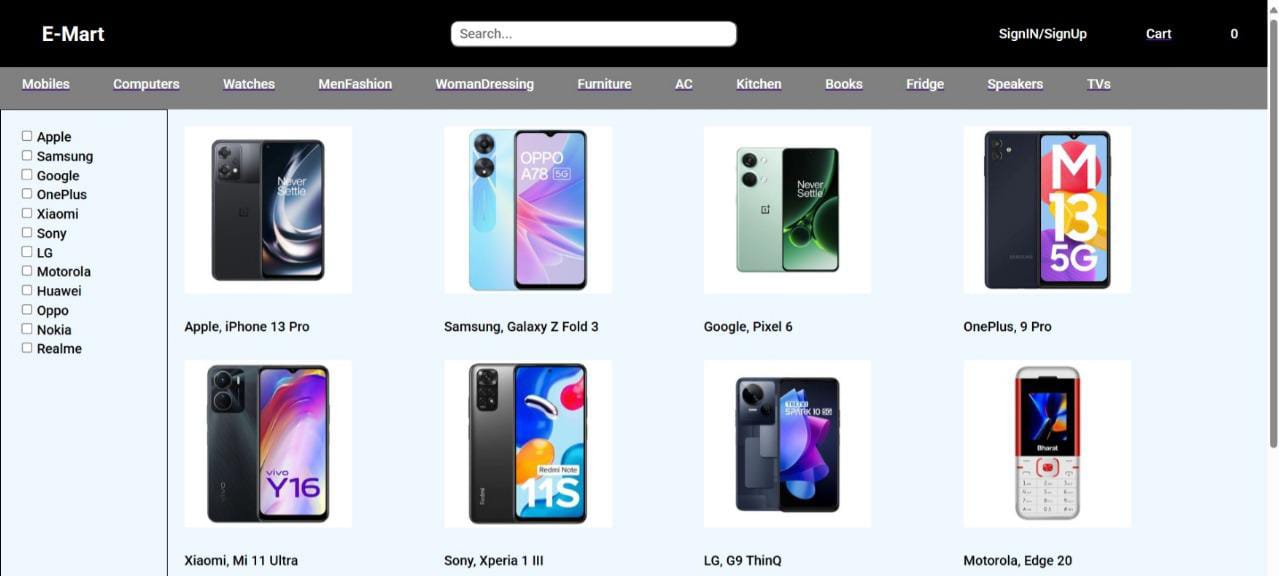 E-Mart
Search...
SignIN/SignUp
Cart
0
Mobiles Computers Watches MenFashion WomanDressing Furniture AC Kitchen Books Fridge Speakers TVs
Apple
Samsung
Google
OnePlus
Xiaomi
Sony
LG
Motorola
Huawei
Oppo
Nokia
Realme
Never
Settle
OPPO
A78 5G
Never
Settle
SAMSUNG
M
13
5G
Apple, iPhone 13 Pro
Samsung, Galaxy Z Fold 3
Google, Pixel 6
OnePlus, 9 Pro
vivo
vivo
Y16
Redmi
Redmi Note
11S
SPARK 10 5G
Bharat
Xiaomi, Mi 11 Ultra
Sony, Xperia 1 III
LG, G9 ThinQ
Motorola, Edge 20